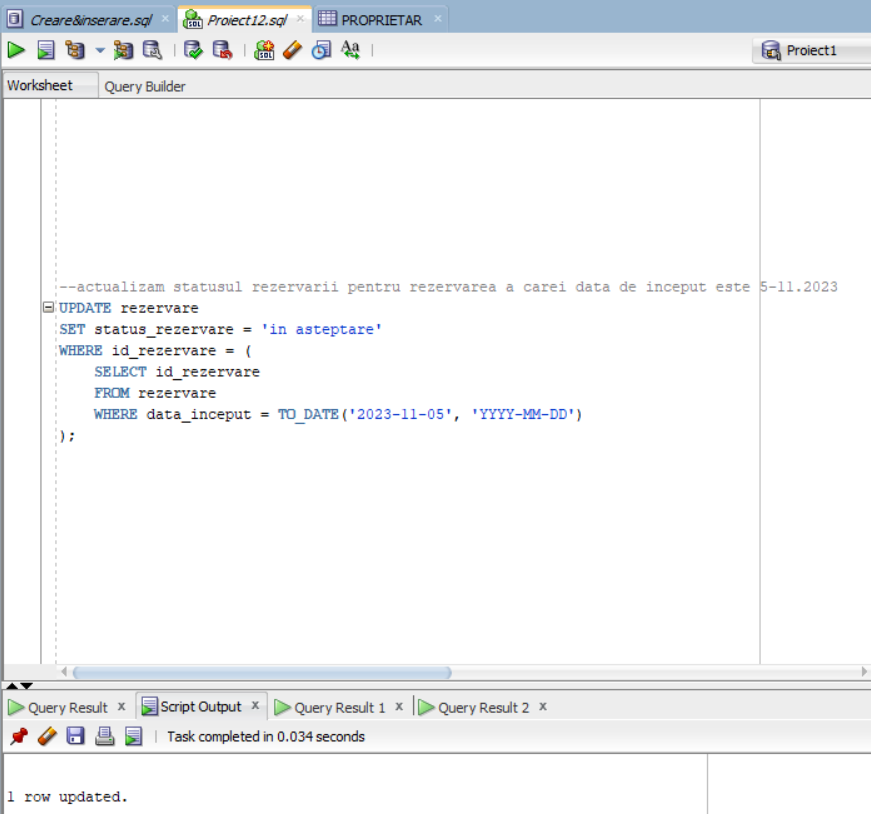 Creare&inserare.sql × Proiect12.sql × PROPRIETAR ×
Proiect1
Worksheet Query Builder
--actualizam statusul rezervarii pentru rezervarea a carei data de inceput este 5-11.2023
UPDATE rezervare
SET status_rezervare = 'in asteptare'
WHERE id_rezervare = (
SELECT id_rezervare
FROM rezervare
WHERE data_inceput = TO_DATE('2023-11-05', 'YYYY-MM-DD')
);
Query Result x Script Output x Query Result 1 x Query Result 2 x
Task completed in 0.034 seconds
1 row updated.